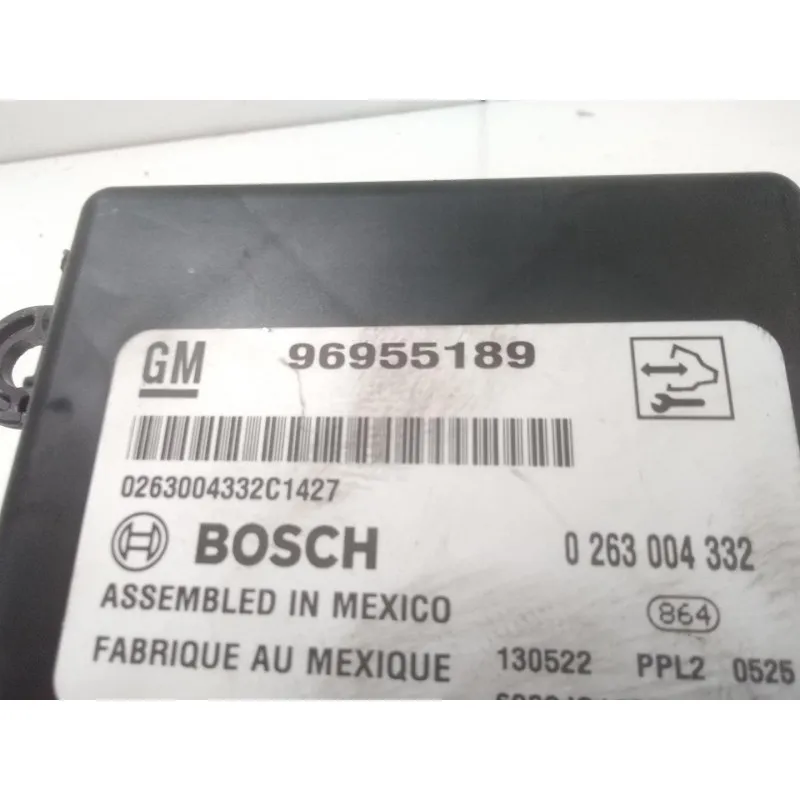 GM 96955189
0263004332C1427
BOSCH 0 263 004 332
ASSEMBLED IN MEXICO 864
FABRIQUE AU MEXIQUE 130522 PPL2 0525